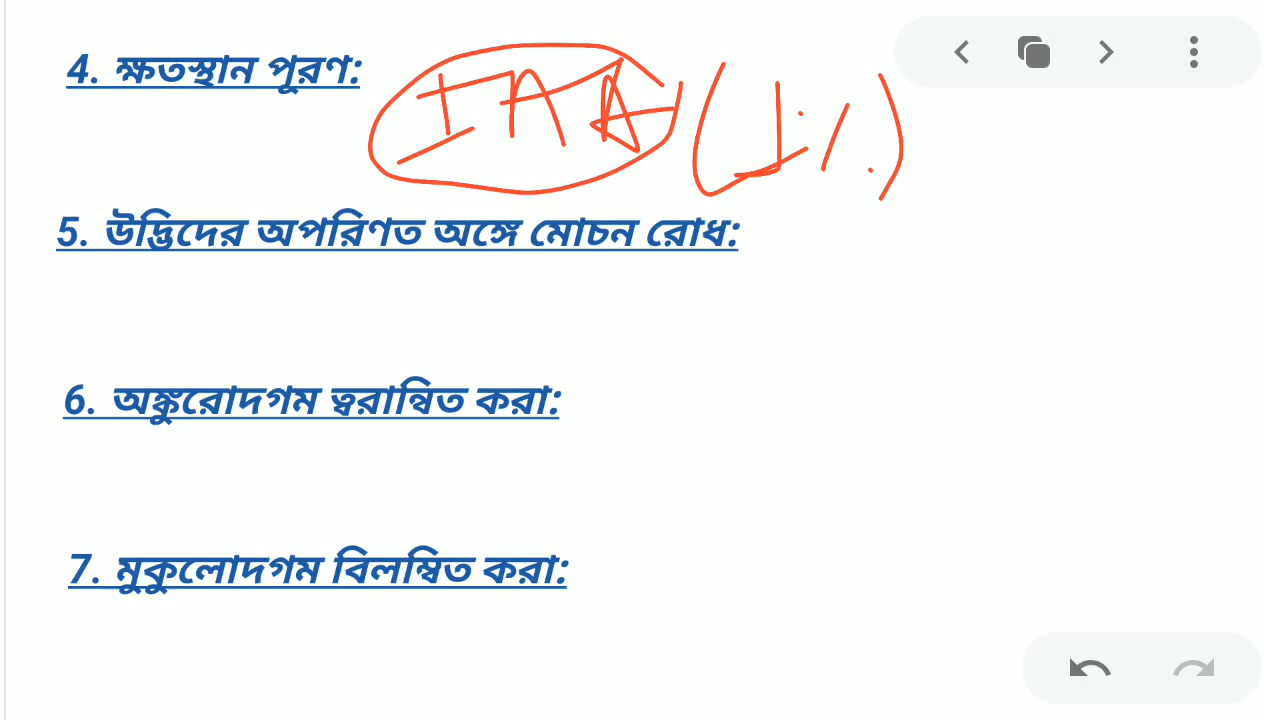 4. ক্ষতস্থান পূরণ: IAA (1%)
5. উদ্ভিদের অপরিণত অঙ্গে মোচন রোধ:
6. অঙ্কুরোদগম ত্বরান্বিত করা:
7. মুকুলোদগম বিলম্বিত করা: